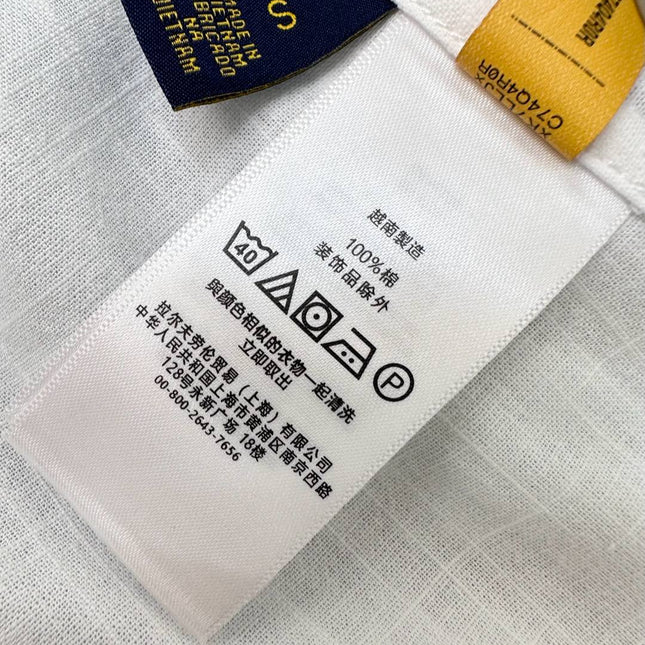 S
MADE IN
VIETNAM
FABRICADO
NA
VIETNAM
C74Q4R0R
越南製造
100%棉
装饰品除外
40
P
與颜色相似的衣物一起清洗
立即取出
拉尔夫劳伦贸易（上海）有限公司
中华人民共和国上海市黄浦区南京西路
128号永新广场 18楼
00-800-2643-7656